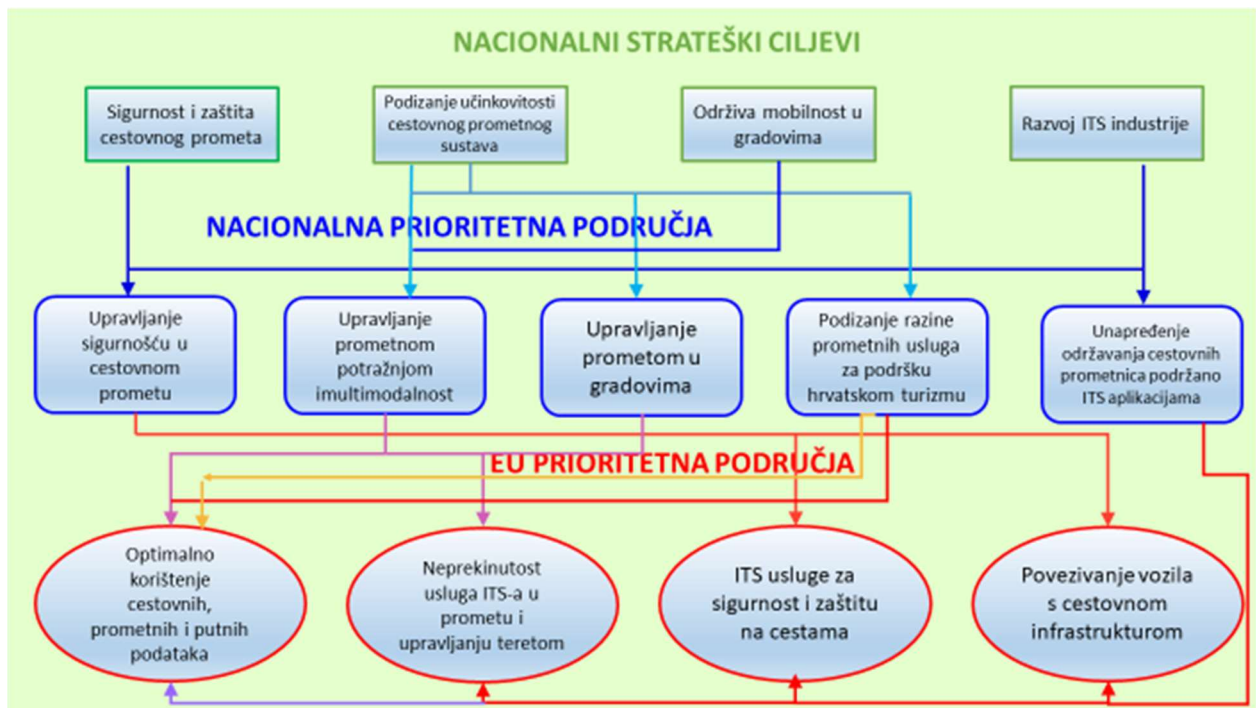 NACIONALNI STRATEŠKI CILJEVI
Sigurnost i zaštita
cestovnog prometa
Podizanje učinkovitosti
cestovnog prometnog
sustava
Održiva mobilnost u
gradovima
Razvoj ITS industrije
NACIONALNA PRIORITETNA PODRUČJA
Upravljanje
sigurnošću u
cestovnom
prometu
Upravljanje
prometnom
potražnjom
imultimodalnost
Upravljanje
prometom u
gradovima
Podizanje razine
prometnih usluga
za podršku
hrvatskom turizmu
Unapređenje
održavanja cestovnih
prometnica podržano
ITS aplikacijama
EU PRIORITETNA PODRUČJA
Optimalno
korištenje
cestovnih,
prometnih i putnih
podataka
Neprekinutost
usluga ITS-a u
prometu i
upravljanju teretom
ITS usluge za
sigurnost i zaštitu
na cestama
Povezivanje vozila
s cestovnom
infrastrukturom